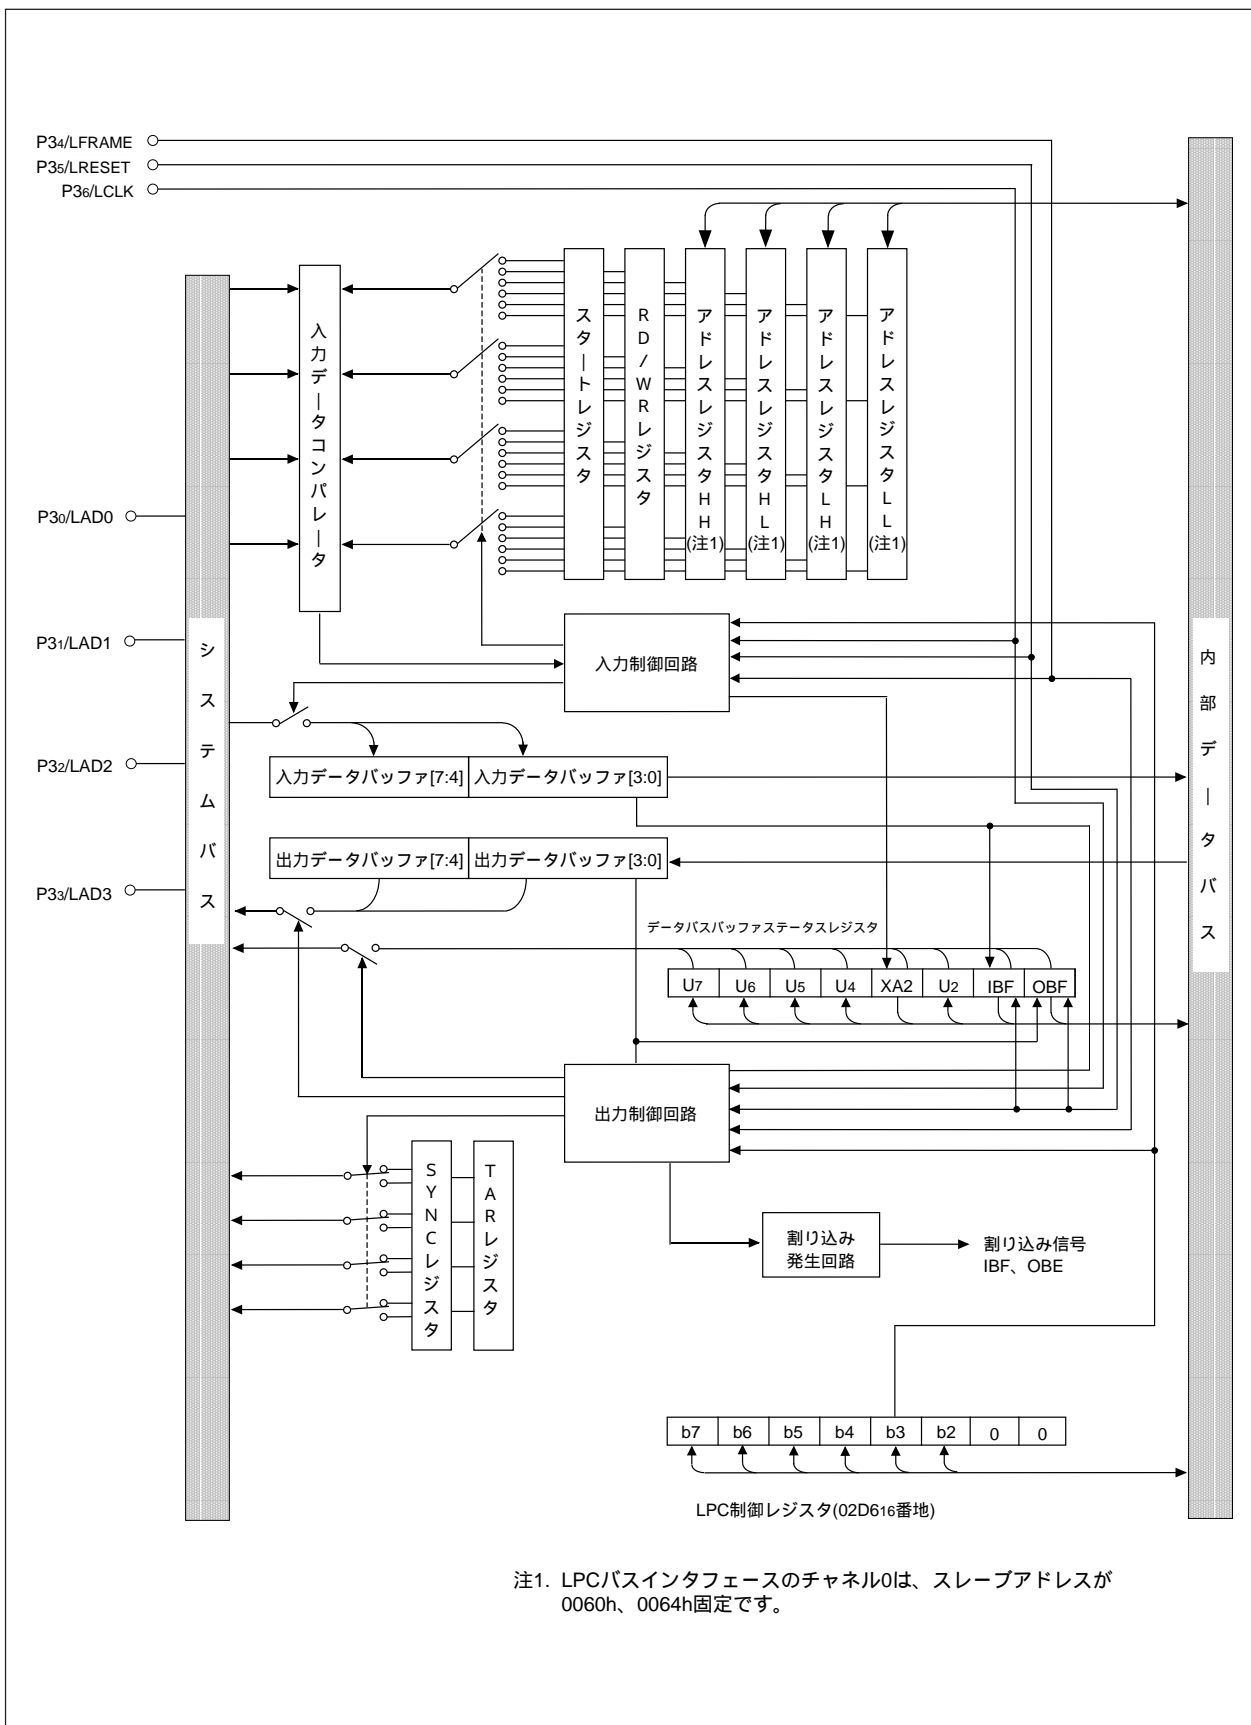 P34/LFRAME
P35/LRESET
P36/LCLK
P30/LAD0
P31/LAD1
P32/LAD2
P33/LAD3
システムバス
内部データバス
入力データコンパレータ
スタートレジスタ
RD/WRレジスタ
アドレスレジスタHH(注1)
アドレスレジスタHL(注1)
アドレスレジスタLH(注1)
アドレスレジスタLL(注1)
入力制御回路
入力データバッファ[7:4] 入力データバッファ[3:0]
出力データバッファ[7:4] 出力データバッファ[3:0]
データバスバッファステータスレジスタ
U7 U6 U5 U4 XA2 U2 IBF OBF
出力制御回路
SYNCレジスタ
TARレジスタ
割り込み
発生回路
割り込み信号
IBF、OBE
b7 b6 b5 b4 b3 b2 0 0
LPC制御レジスタ(02D616番地)
注1. LPCバスインタフェースのチャネル0は、スレーブアドレスが
0060h、0064h固定です。